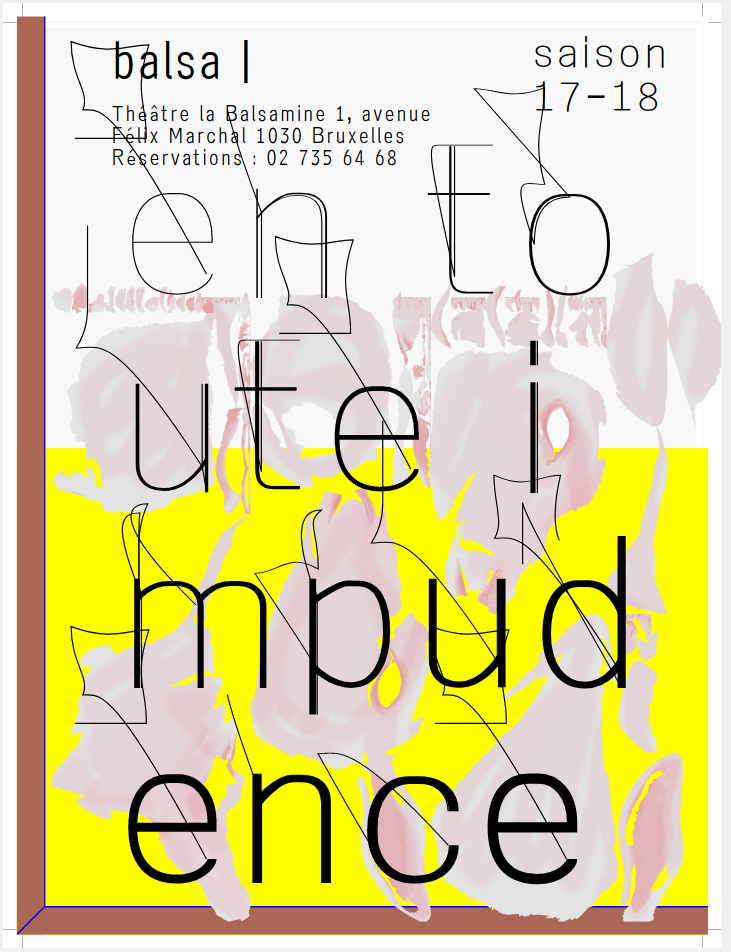 balsa |
saison
17-18
Théâtre la Balsamine 1, avenue
Félix Marchal 1030 Bruxelles
Réservations : 02 735 64 68
en to
ute i
mpud
ence